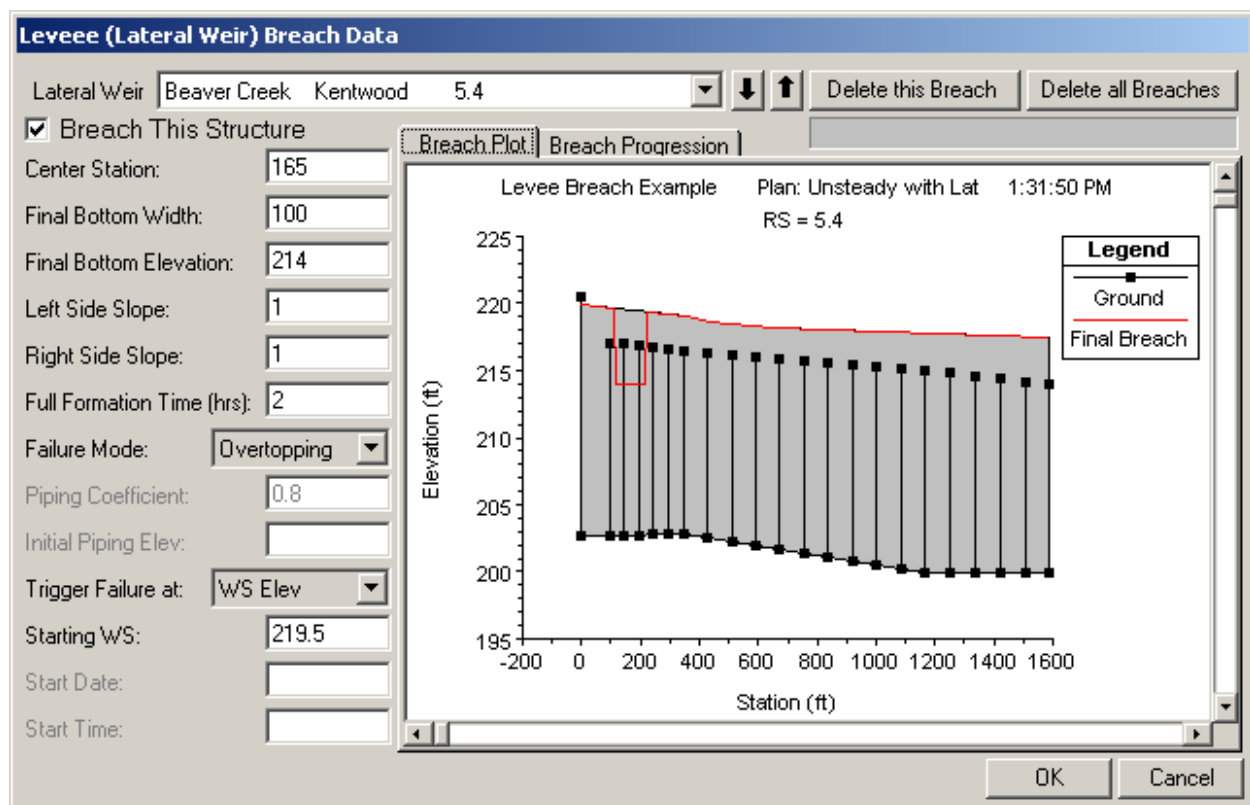 Leveee (Lateral Weir) Breach Data
Lateral Weir Beaver Creek Kentwood 5.4 Delete this Breach Delete all Breaches
Breach This Structure
Center Station: 165
Final Bottom Width: 100
Final Bottom Elevation: 214
Left Side Slope: 1
Right Side Slope: 1
Full Formation Time (hrs): 2
Failure Mode: Overtopping
Piping Coefficient: 0.8
Initial Piping Elev:
Trigger Failure at: WS Elev
Starting WS: 219.5
Start Date:
Start Time:
Breach Plot Breach Progression
Levee Breach Example Plan: Unsteady with Lat 1:31:50 PM
RS = 5.4
225
220
215
210
205
200
195
Elevation (ft)
-200 0 200 400 600 800 1000 1200 1400 1600
Station (ft)
Legend
Ground
Final Breach
OK Cancel